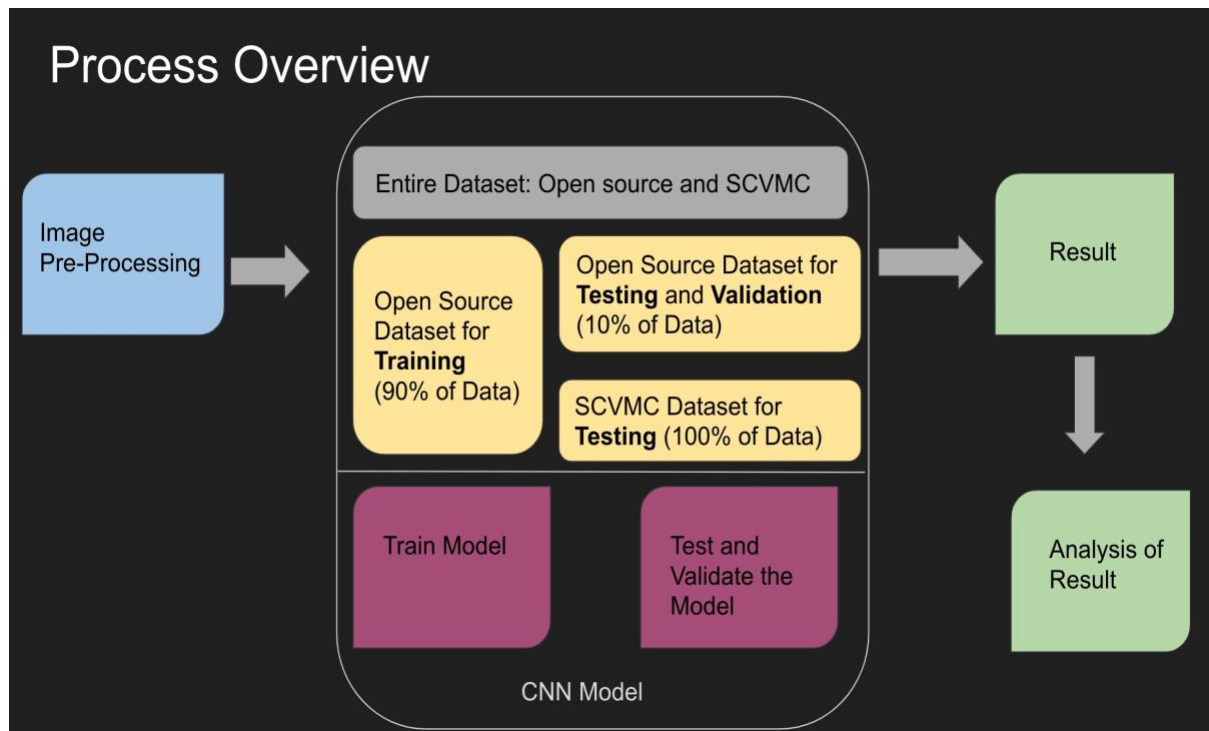 Process Overview
Entire Dataset: Open source and SCVMC
Image
Pre-Processing
Open Source
Dataset for
Training
(90% of Data)
Open Source Dataset for
Testing and Validation
(10% of Data)
SCVMC Dataset for
Testing (100% of Data)
Train Model
Test and
Validate the
Model
CNN Model
Result
Analysis of
Result